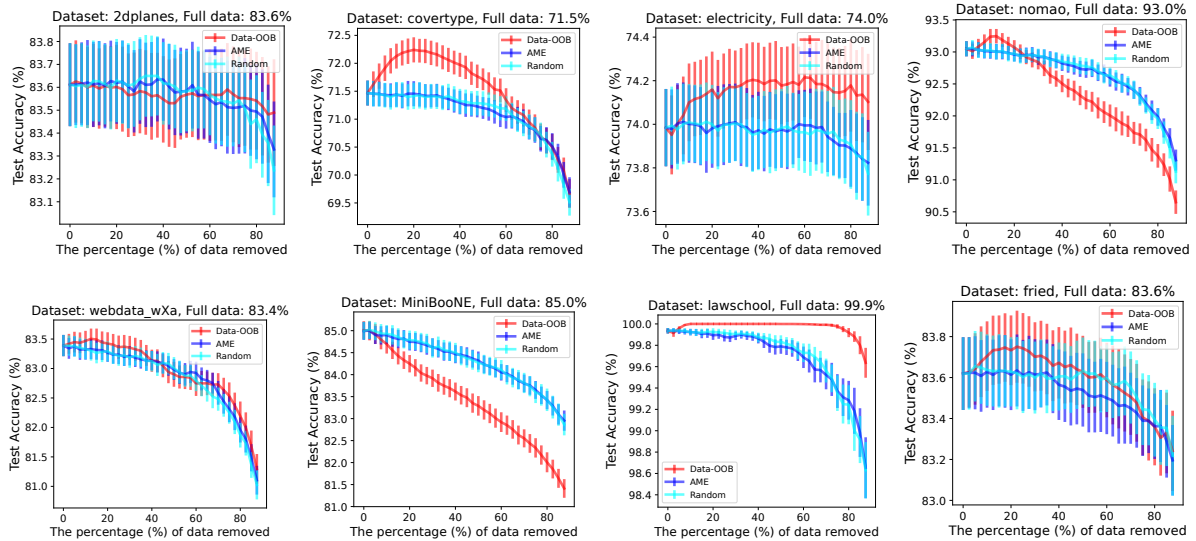 Dataset: 2dplanes, Full data: 83.6%
Test Accuracy (%)
83.8
83.7
83.6
83.5
83.4
83.3
83.2
83.1
Data-OOB
AME
Random
0 20 40 60 80
The percentage (%) of data removed
Dataset: covertype, Full data: 71.5%
Test Accuracy (%)
72.5
72.0
71.5
71.0
70.5
70.0
69.5
Data-OOB
AME
Random
0 20 40 60 80
The percentage (%) of data removed
Dataset: electricity, Full data: 74.0%
Test Accuracy (%)
74.4
74.2
74.0
73.8
73.6
Data-OOB
AME
Random
0 20 40 60 80
The percentage (%) of data removed
Dataset: nomao, Full data: 93.0%
Test Accuracy (%)
93.5
93.0
92.5
92.0
91.5
91.0
90.5
Data-OOB
AME
Random
0 20 40 60 80
The percentage (%) of data removed
Dataset: webdata_wXa, Full data: 83.4%
Test Accuracy (%)
83.5
83.0
82.5
82.0
81.5
81.0
Data-OOB
AME
Random
0 20 40 60 80
The percentage (%) of data removed
Dataset: MiniBooNE, Full data: 85.0%
Test Accuracy (%)
85.0
84.5
84.0
83.5
83.0
82.5
82.0
81.5
81.0
Data-OOB
AME
Random
0 20 40 60 80
The percentage (%) of data removed
Dataset: lawschool, Full data: 99.9%
Test Accuracy (%)
100.0
99.8
99.6
99.4
99.2
99.0
98.8
98.6
98.4
Data-OOB
AME
Random
0 20 40 60 80
The percentage (%) of data removed
Dataset: fried, Full data: 83.6%
Test Accuracy (%)
83.8
83.6
83.4
83.2
83.0
Data-OOB
AME
Random
0 20 40 60 80
The percentage (%) of data removed